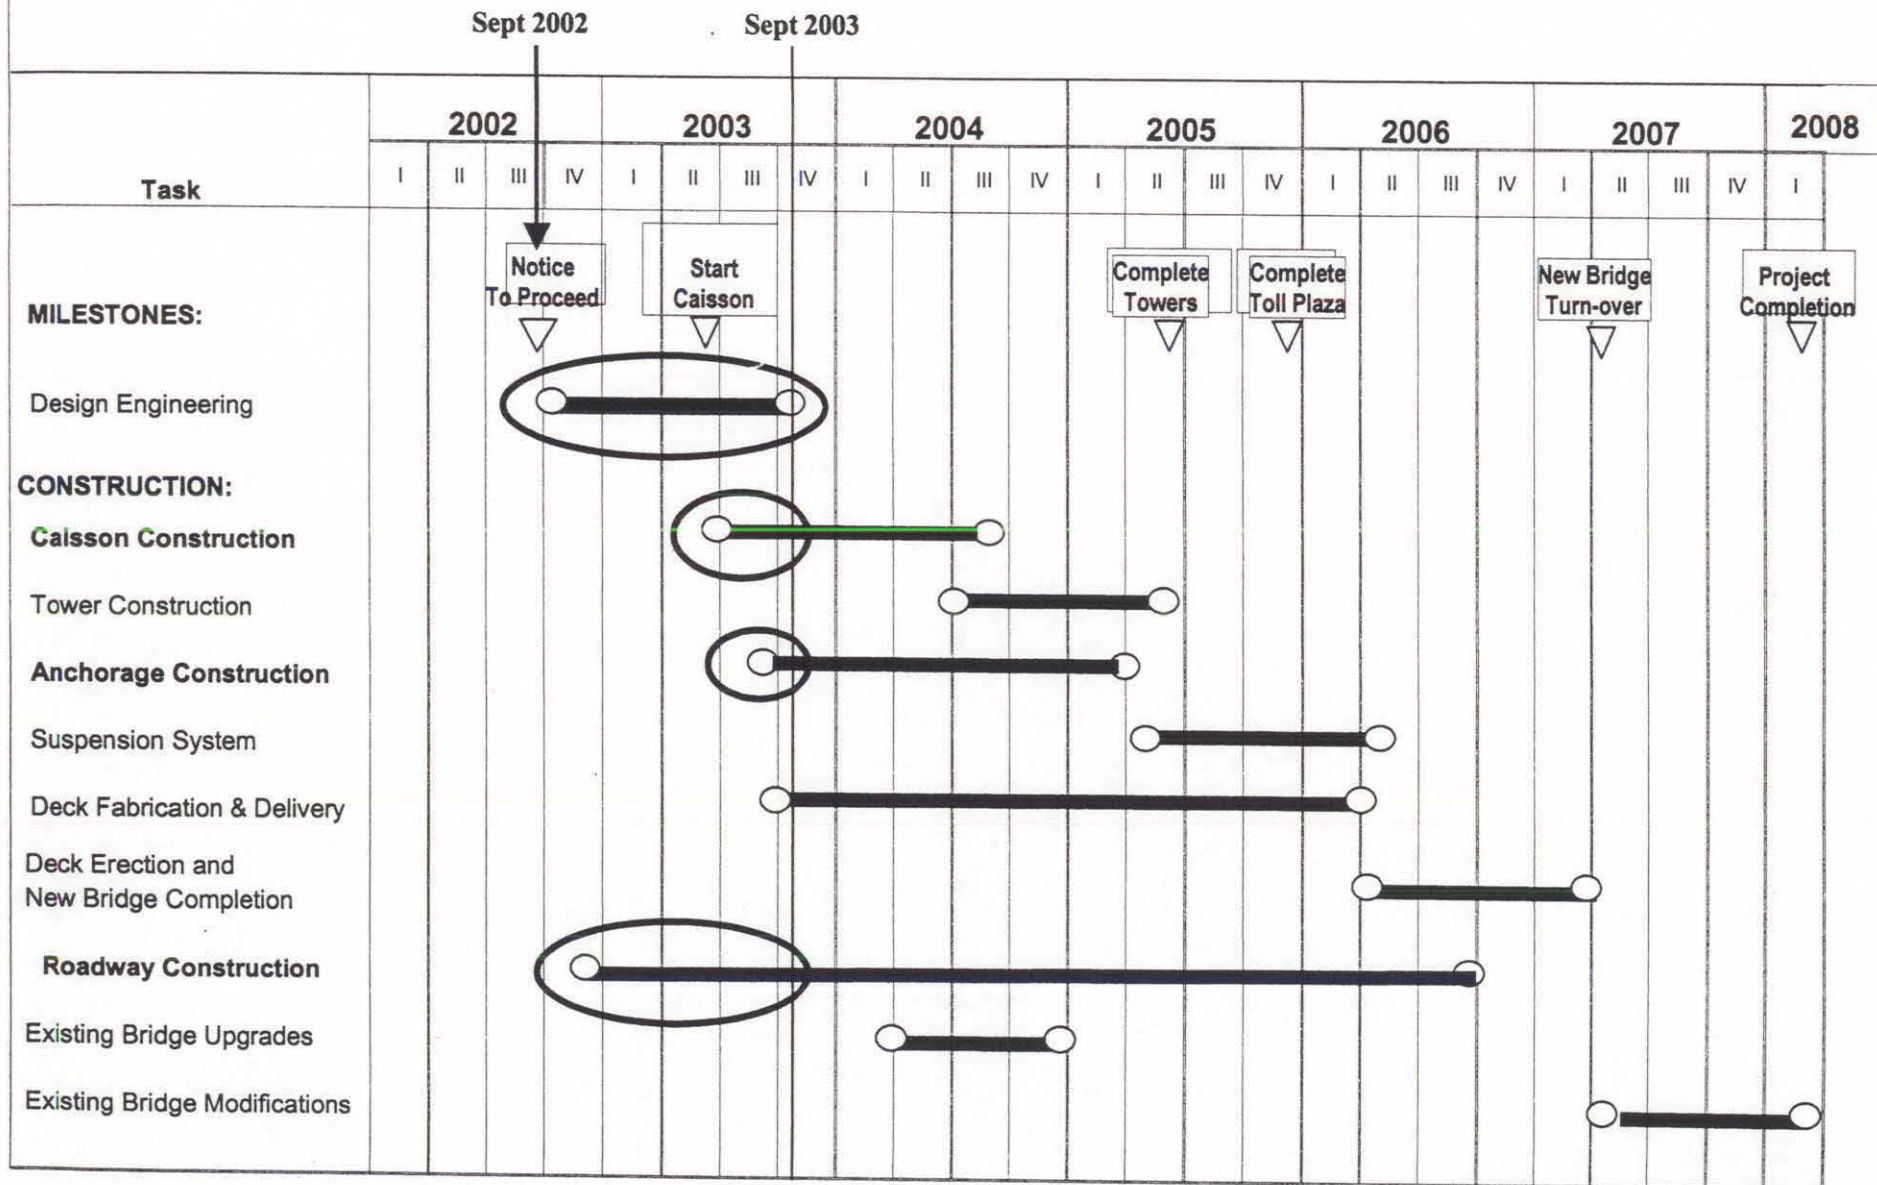 Sept 2002 Sept 2003
2002 2003 2004 2005 2006 2007 2008
Task I II III IV I II III IV I II III IV I II III IV I II III IV I II III IV I
Notice To Proceed
Start Caisson
Complete Towers
Complete Toll Plaza
New Bridge Turn-over
Project Completion
MILESTONES:
Design Engineering
CONSTRUCTION:
Caisson Construction
Tower Construction
Anchorage Construction
Suspension System
Deck Fabrication & Delivery
Deck Erection and
New Bridge Completion
Roadway Construction
Existing Bridge Upgrades
Existing Bridge Modifications